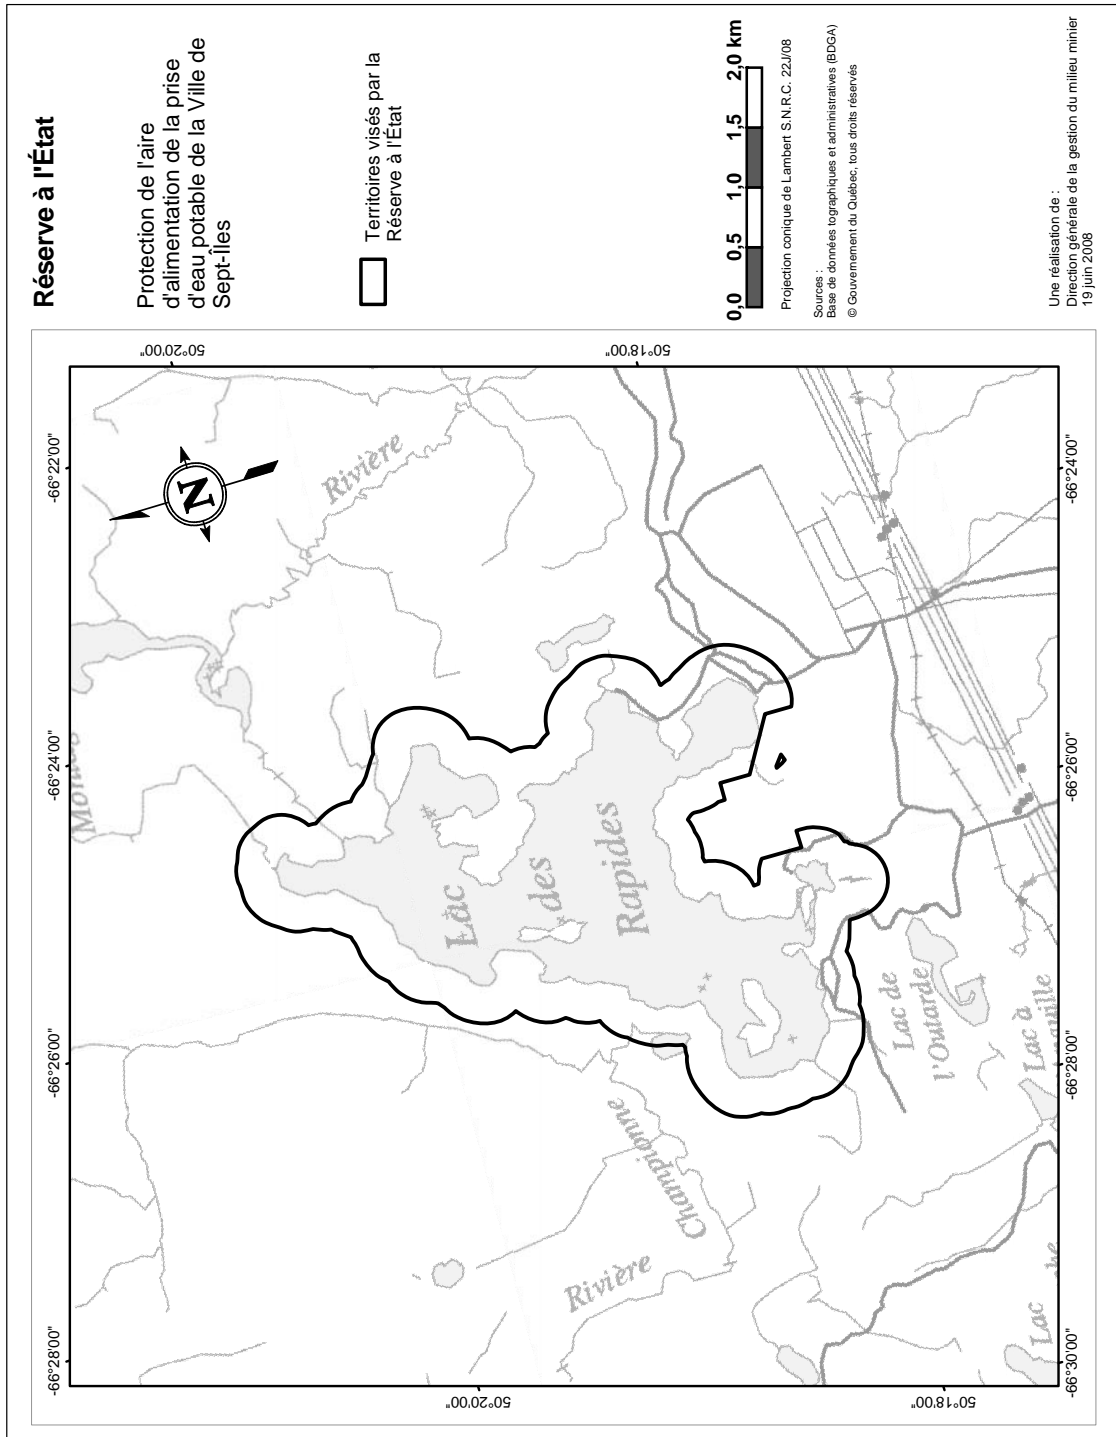 Réserve à l'État
Protection de l'aire
d'alimentation de la prise
d'eau potable de la Ville de
Sept-Îles
Territoires visés par la
Réserve à l'État
0,0 0,5 1,0 1,5 2,0 km
Projection conique de Lambert S.N.R.C. 22J/08
Sources :
Base de données tographiques et administratives (BDGA)
© Gouvernement du Québec, tous droits réservés
Une réalisation de :
Direction générale de la gestion du milieu minier
19 juin 2008
-66°28'00" -66°26'00" -66°24'00" -66°22'00"
50°20'00"
50°18'00"
50°20'00"
50°18'00"
-66°30'00" -66°28'00" -66°26'00" -66°24'00"
N
Rivière
Lac
des
Rapides
Rivière
Championne
Lac de
l'Outarde
Lac à
Lac